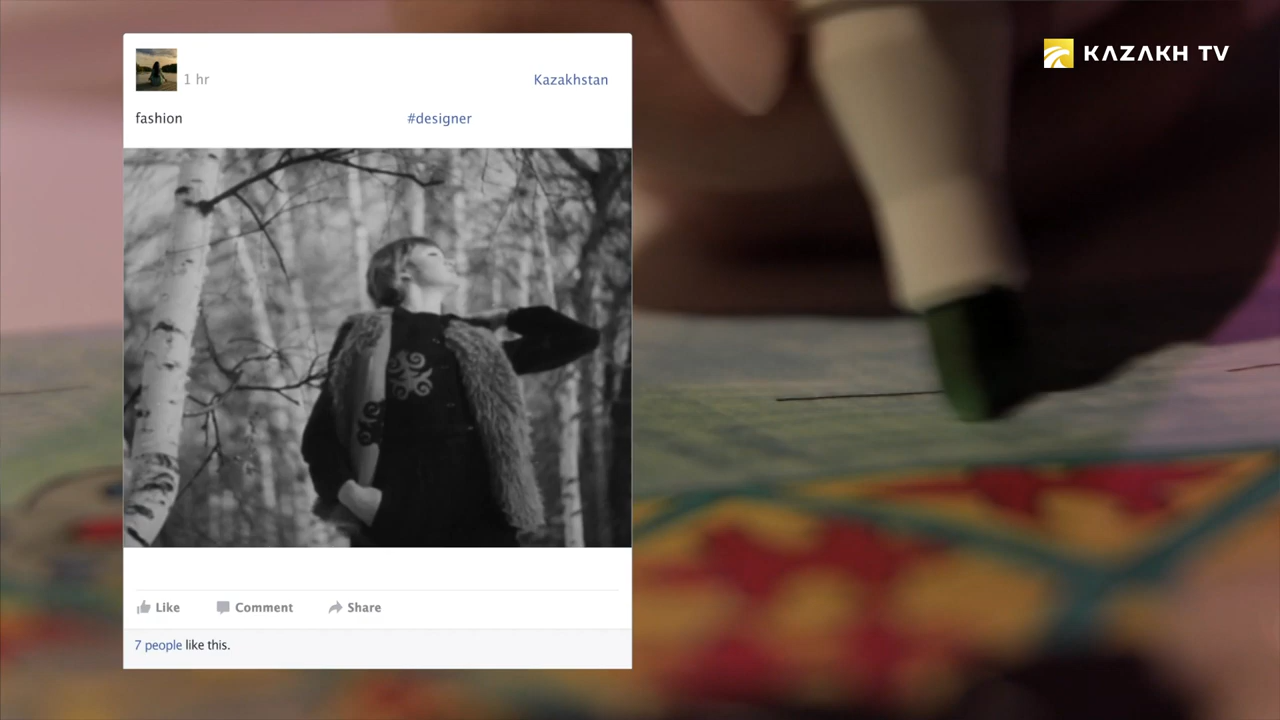 KAZAKH TV
1 hr
Kazakhstan
fashion
#designer
Like
Comment
Share
7 people like this.